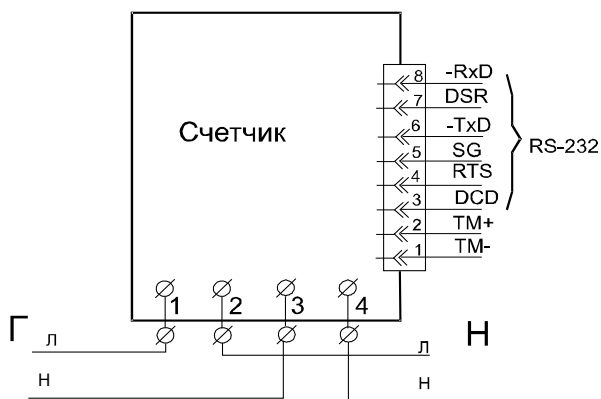 8 -RxD
7 DSR
6 -TxD
Счетчик
5 SG
RS-232
4 RTS
3 DCD
2 TM+
1 TM-
1 2 3 4
Г Н
Л Л
Н Н